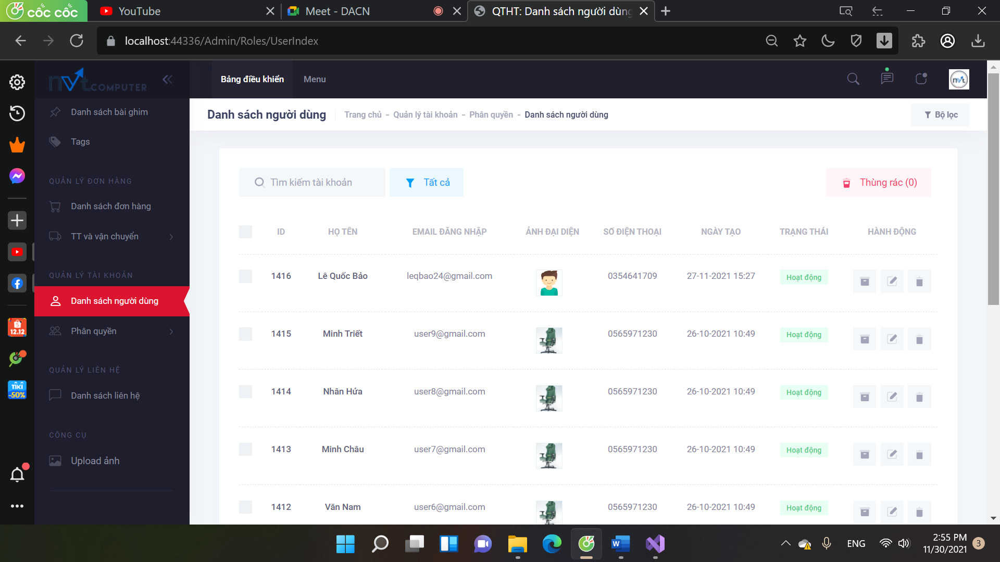 cốc cốc
YouTube
Meet - DACN
QTHT: Danh sách người dùng
localhost:44336/Admin/Roles/UserIndex
nvt COMPUTER
Bảng điều khiển
Menu
nvt
Danh sách bài ghim
Tags
QUẢN LÝ ĐƠN HÀNG
Danh sách đơn hàng
TT và vận chuyển
QUẢN LÝ TÀI KHOẢN
Danh sách người dùng
Phân quyền
QUẢN LÝ LIÊN HỆ
Danh sách liên hệ
CÔNG CỤ
Upload ảnh
12.12
TIKI
-50%
Danh sách người dùng
Trang chủ - Quản lý tài khoản - Phân quyền - Danh sách người dùng
Bộ lọc
Tìm kiếm tài khoản
Tất cả
Thùng rác (0)
ID HỌ TÊN EMAIL ĐĂNG NHẬP ẢNH ĐẠI DIỆN SỐ ĐIỆN THOẠI NGÀY TẠO TRẠNG THÁI HÀNH ĐỘNG
1416 Lê Quốc Bảo leqbao24@gmail.com 0354641709 27-11-2021 15:27 Hoạt động
1415 Minh Triết user9@gmail.com 0565971230 26-10-2021 10:49 Hoạt động
1414 Nhân Hứa user8@gmail.com 0565971230 26-10-2021 10:49 Hoạt động
1413 Minh Châu user7@gmail.com 0565971230 26-10-2021 10:49 Hoạt động
1412 Văn Nam user6@gmail.com 0565971230 26-10-2021 10:49 Hoạt động
W
ENG
2:55 PM
11/30/2021
3